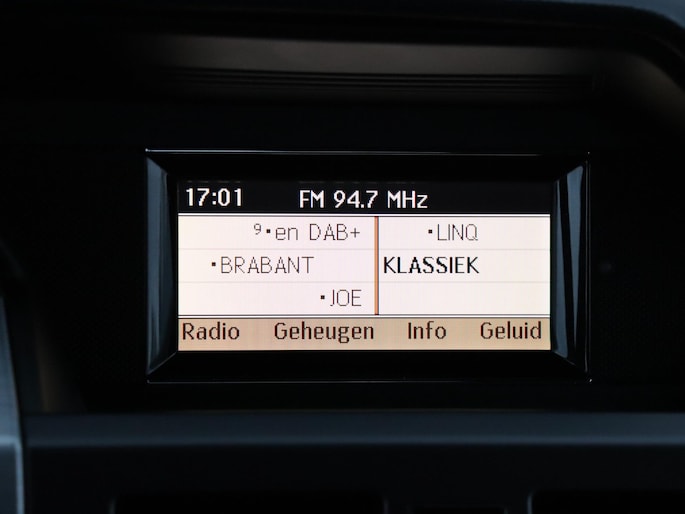 17:01 FM 94.7 MHz
9▪en DAB+ ▪LINQ
▪BRABANT KLASSIEK
▪JOE
Radio Geheugen Info Geluid